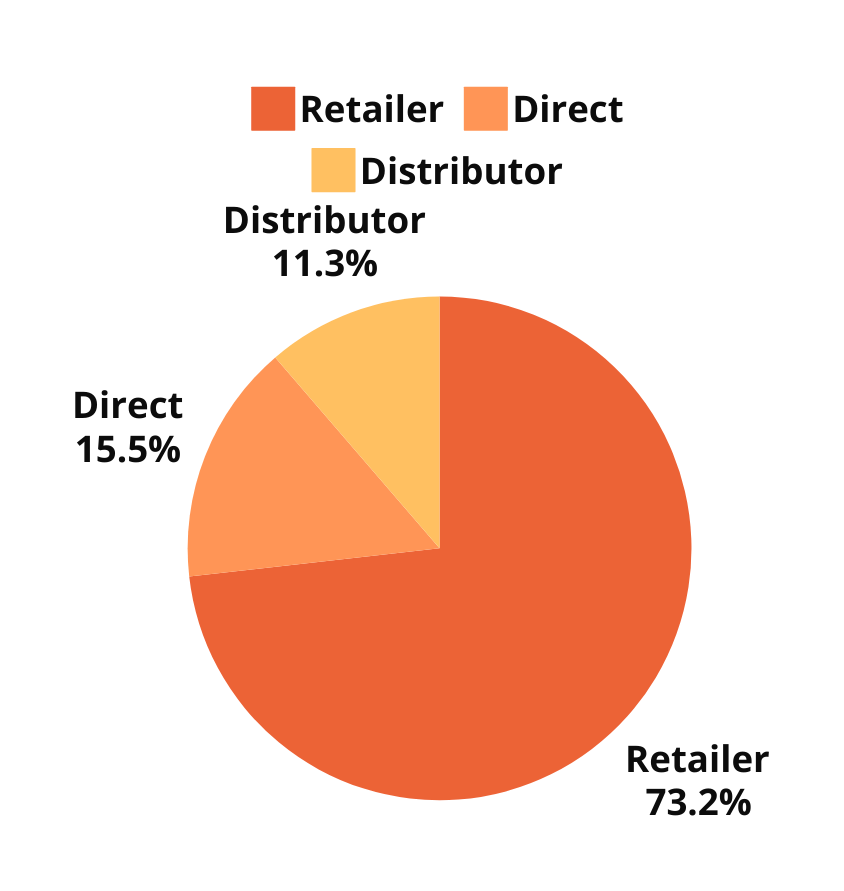 Retailer Direct
Distributor
Distributor
11.3%
Direct
15.5%
Retailer
73.2%